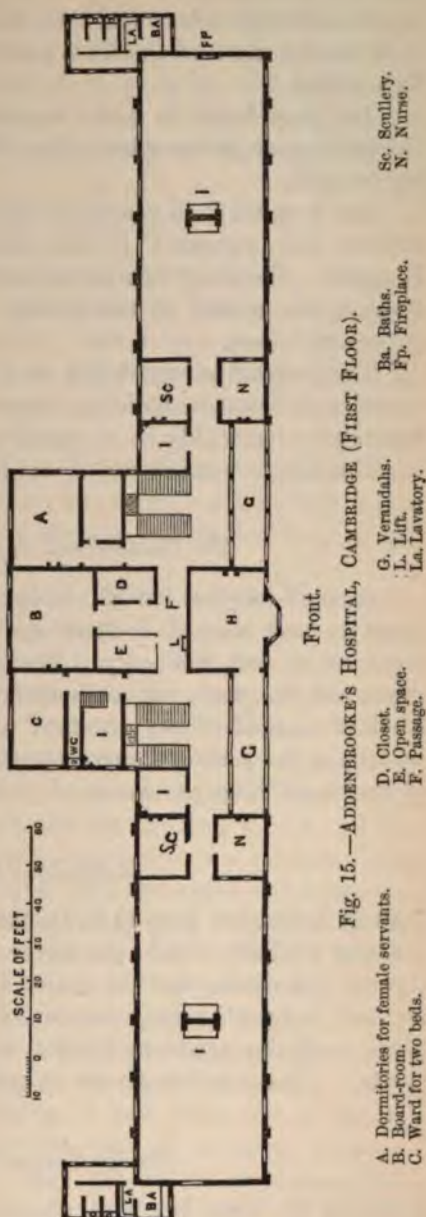 SCALE OF FEET
10 0 10 20 30 40 50 60
LA
BA
LA
BA
FP
C
B
A
WC
I
D
E
F
L
I
SC
I
SC
I
I
N
G
H
G
N
Front.
Fig. 15.—ADDENBROOKE'S HOSPITAL, CAMBRIDGE (FIRST FLOOR).
A. Dormitories for female servants.
B. Board-room.
C. Ward for two beds.
D. Closet.
E. Open space.
F. Passage.
G. Verandahs.
L. Lift.
La. Lavatory.
Ba. Baths.
Fp. Fireplace.
Sc. Scullery.
N. Nurse.